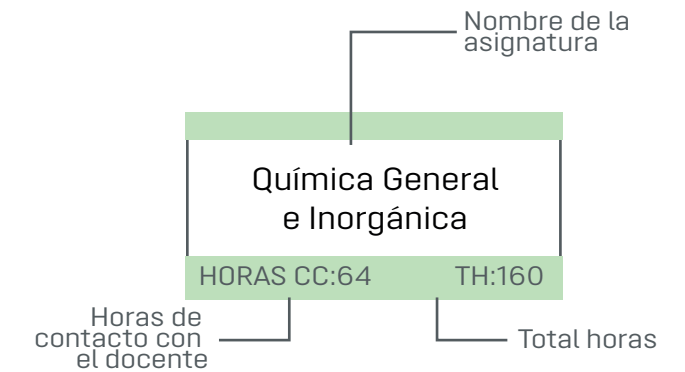 Nombre de la
asignatura
Química General
e Inorgánica
HORAS CC:64 TH:160
Horas de
contacto con
el docente
Total horas